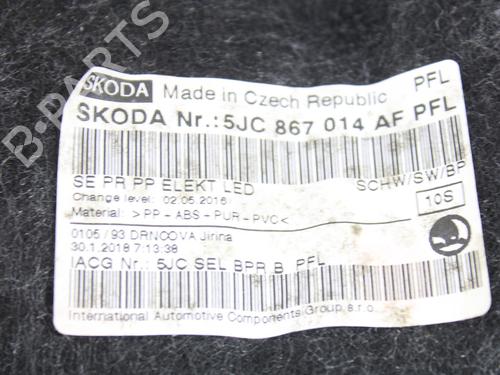 SKODA Made in Czech Republic PFL
SKODA Nr.: 5JC 867 014 AF PFL
SE PR PP ELEKT LED SCHW/SW/BP
Change level: 02.05.2016
Material: >PP-ABS-PUR-PVC< 10S
0105/93 DRNCOVA Jirina
30.1.2018 7:13:38
IACG Nr.: 5JC SEL BPR B PFL
International Automotive Components Group s.r.o.
B-PARTS